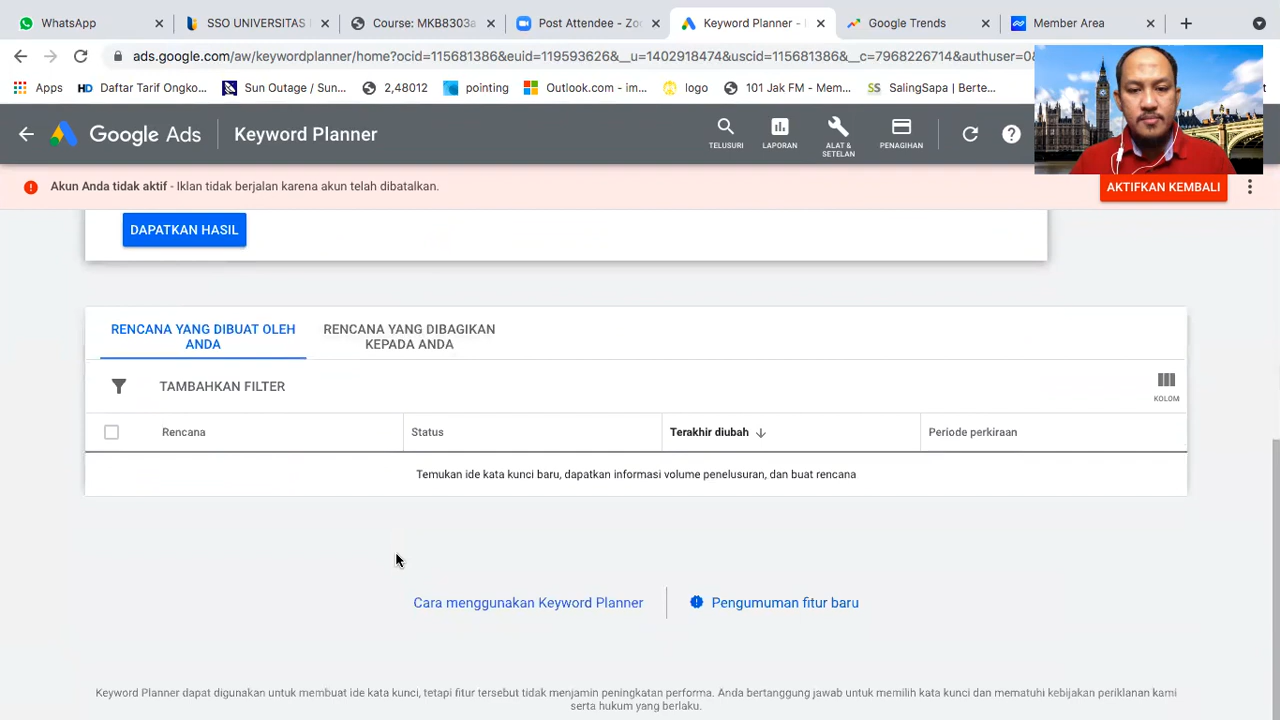 WhatsApp
SSO UNIVERSITAS
Course: MKB8303a
Post Attendee - Zo
Keyword Planner -
Google Trends
Member Area
ads.google.com/aw/keywordplanner/home?ocid=115681386&euid=1195593626&__u=1402918474&uscid=115681386&__c=7968226714&authuser=0&
Apps
Daftar Tarif Ongko...
Sun Outage / Sun...
2,48012
pointing
Outlook.com - im...
logo
101 Jak FM - Mem...
SalingSapa | Berte...
Google Ads
Keyword Planner
TELUSURI
LAPORAN
ALAT &
SETELAN
PENAGIHAN
Akun Anda tidak aktif - Iklan tidak berjalan karena akun telah dibatalkan.
AKTIFKAN KEMBALI
DAPATKAN HASIL
RENCANA YANG DIBUAT OLEH
ANDA
RENCANA YANG DIBAGIKAN
KEPADA ANDA
TAMBAHKAN FILTER
KOLOM
Rencana
Status
Terakhir diubah
Periode perkiraan
Temukan ide kata kunci baru, dapatkan informasi volume penelusuran, dan buat rencana
Cara menggunakan Keyword Planner
Pengumuman fitur baru
Keyword Planner dapat digunakan untuk membuat ide kata kunci, tetapi fitur tersebut tidak menjamin peningkatan performa. Anda bertanggung jawab untuk memilih kata kunci dan mematuhi kebijakan periklanan kami
serta hukum yang berlaku.